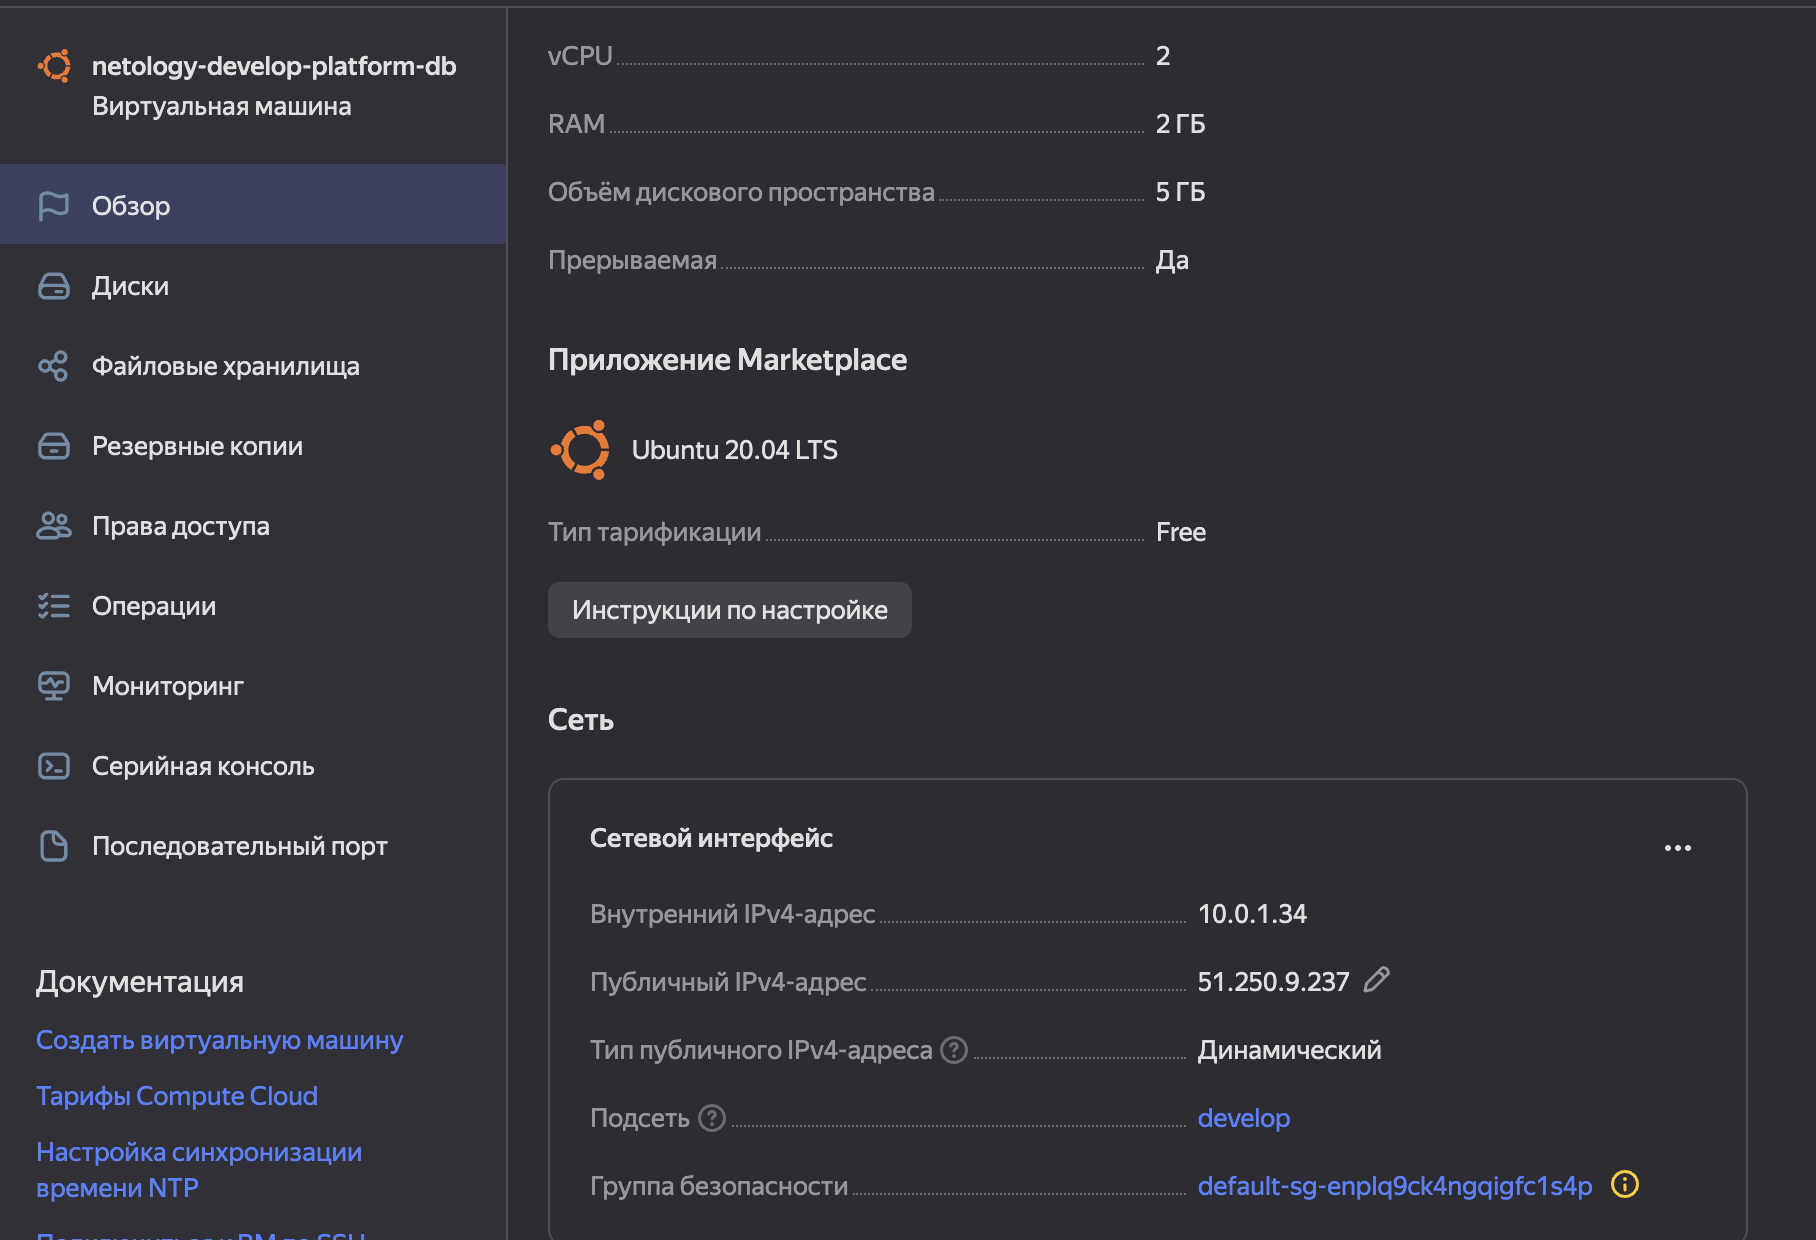 netology-develop-platform-db
Виртуальная машина
Обзор
Диски
Файловые хранилища
Резервные копии
Права доступа
Операции
Мониторинг
Серийная консоль
Последовательный порт
Документация
Создать виртуальную машину
Тарифы Compute Cloud
Настройка синхронизации
времени NTP
Подключиться к ВМ по SSH
vCPU 2
RAM 2 ГБ
Объём дискового пространства 5 ГБ
Прерываемая Да
Приложение Marketplace
Ubuntu 20.04 LTS
Тип тарификации Free
Инструкции по настройке
Сеть
Сетевой интерфейс
Внутренний IPv4-адрес 10.0.1.34
Публичный IPv4-адрес 51.250.9.237
Тип публичного IPv4-адреса Динамический
Подсеть develop
Группа безопасности default-sg-enplq9ck4ngqigfc1s4p